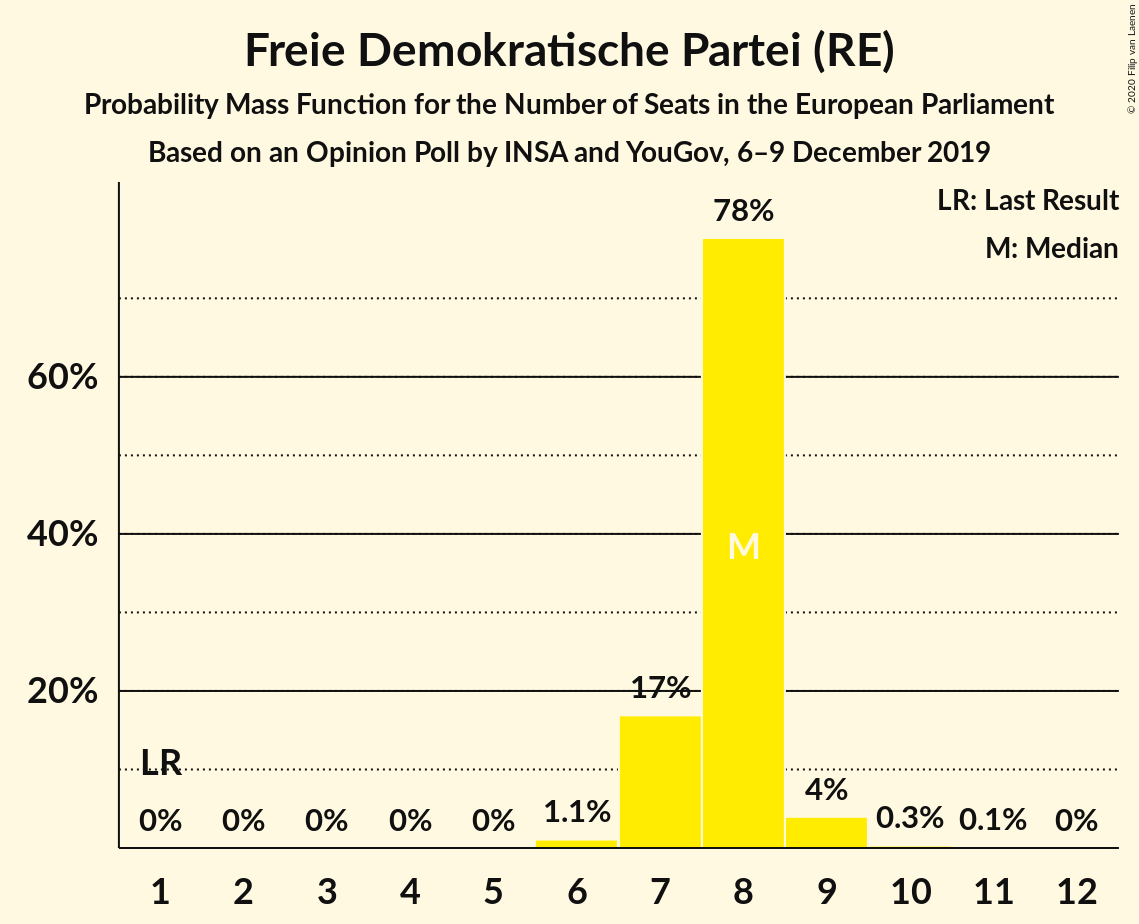 Freie Demokratische Partei (RE)
Probability Mass Function for the Number of Seats in the European Parliament
Based on an Opinion Poll by INSA and YouGov, 6–9 December 2019
© 2020 Filip van Laenen
LR: Last Result
M: Median
78%
60%
40%
M
20%
17%
LR
0% 0% 0% 0% 0% 1.1% 4% 0.3% 0.1% 0%
1 2 3 4 5 6 7 8 9 10 11 12